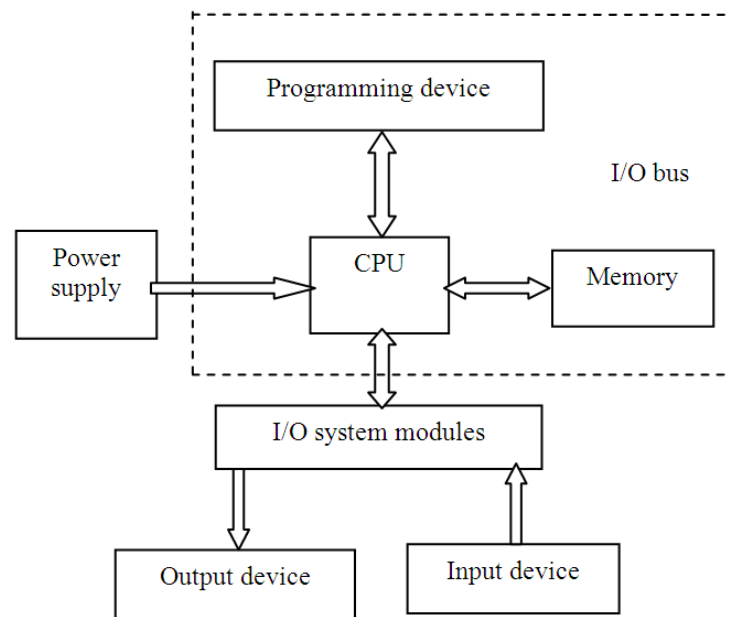 Programming device
I/O bus
Power
supply
CPU
Memory
I/O system modules
Output device
Input device